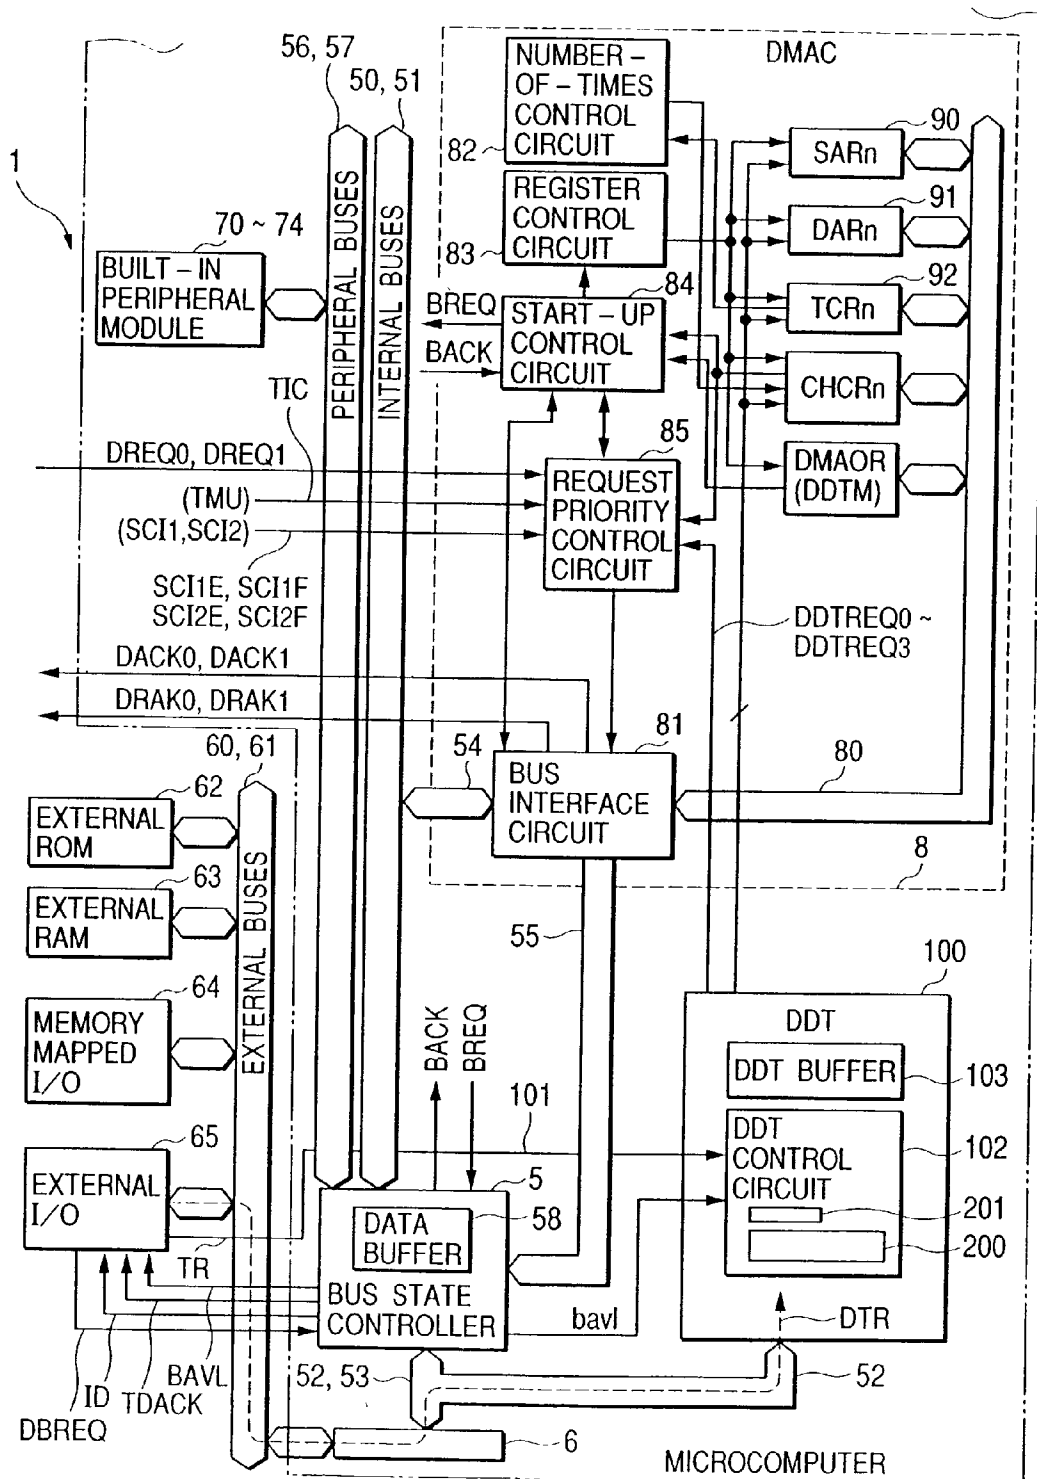 56, 57
50, 51
DMAC
NUMBER-
OF-TIMES
CONTROL
CIRCUIT
82
90
SARn
1
REGISTER
CONTROL
CIRCUIT
83
91
DARn
70 ~ 74
BUILT-IN
PERIPHERAL
MODULE
PERIPHERAL BUSES
INTERNAL BUSES
BREQ
BACK
84
START-UP
CONTROL
CIRCUIT
92
TCRn
CHCRn
TIC
DREQ0, DREQ1
(TMU)
(SCI1,SCI2)
SCI1E, SCI1F
SCI2E, SCI2F
85
REQUEST
PRIORITY
CONTROL
CIRCUIT
DMAOR
(DDTM)
DDTREQ0 ~
DDTREQ3
DACK0, DACK1
DRAK0, DRAK1
60, 61
54
81
BUS
INTERFACE
CIRCUIT
80
8
62
EXTERNAL
ROM
63
EXTERNAL
RAM
EXTERNAL BUSES
55
64
MEMORY
MAPPED
I/O
BACK
BREQ
101
100
DDT
DDT BUFFER
103
DDT
CONTROL
CIRCUIT
102
201
200
65
EXTERNAL
I/O
TR
5
DATA
BUFFER
58
BUS STATE
CONTROLLER
bavl
DTR
BAVL
ID
TDACK
DBREQ
52, 53
52
6
MICROCOMPUTER